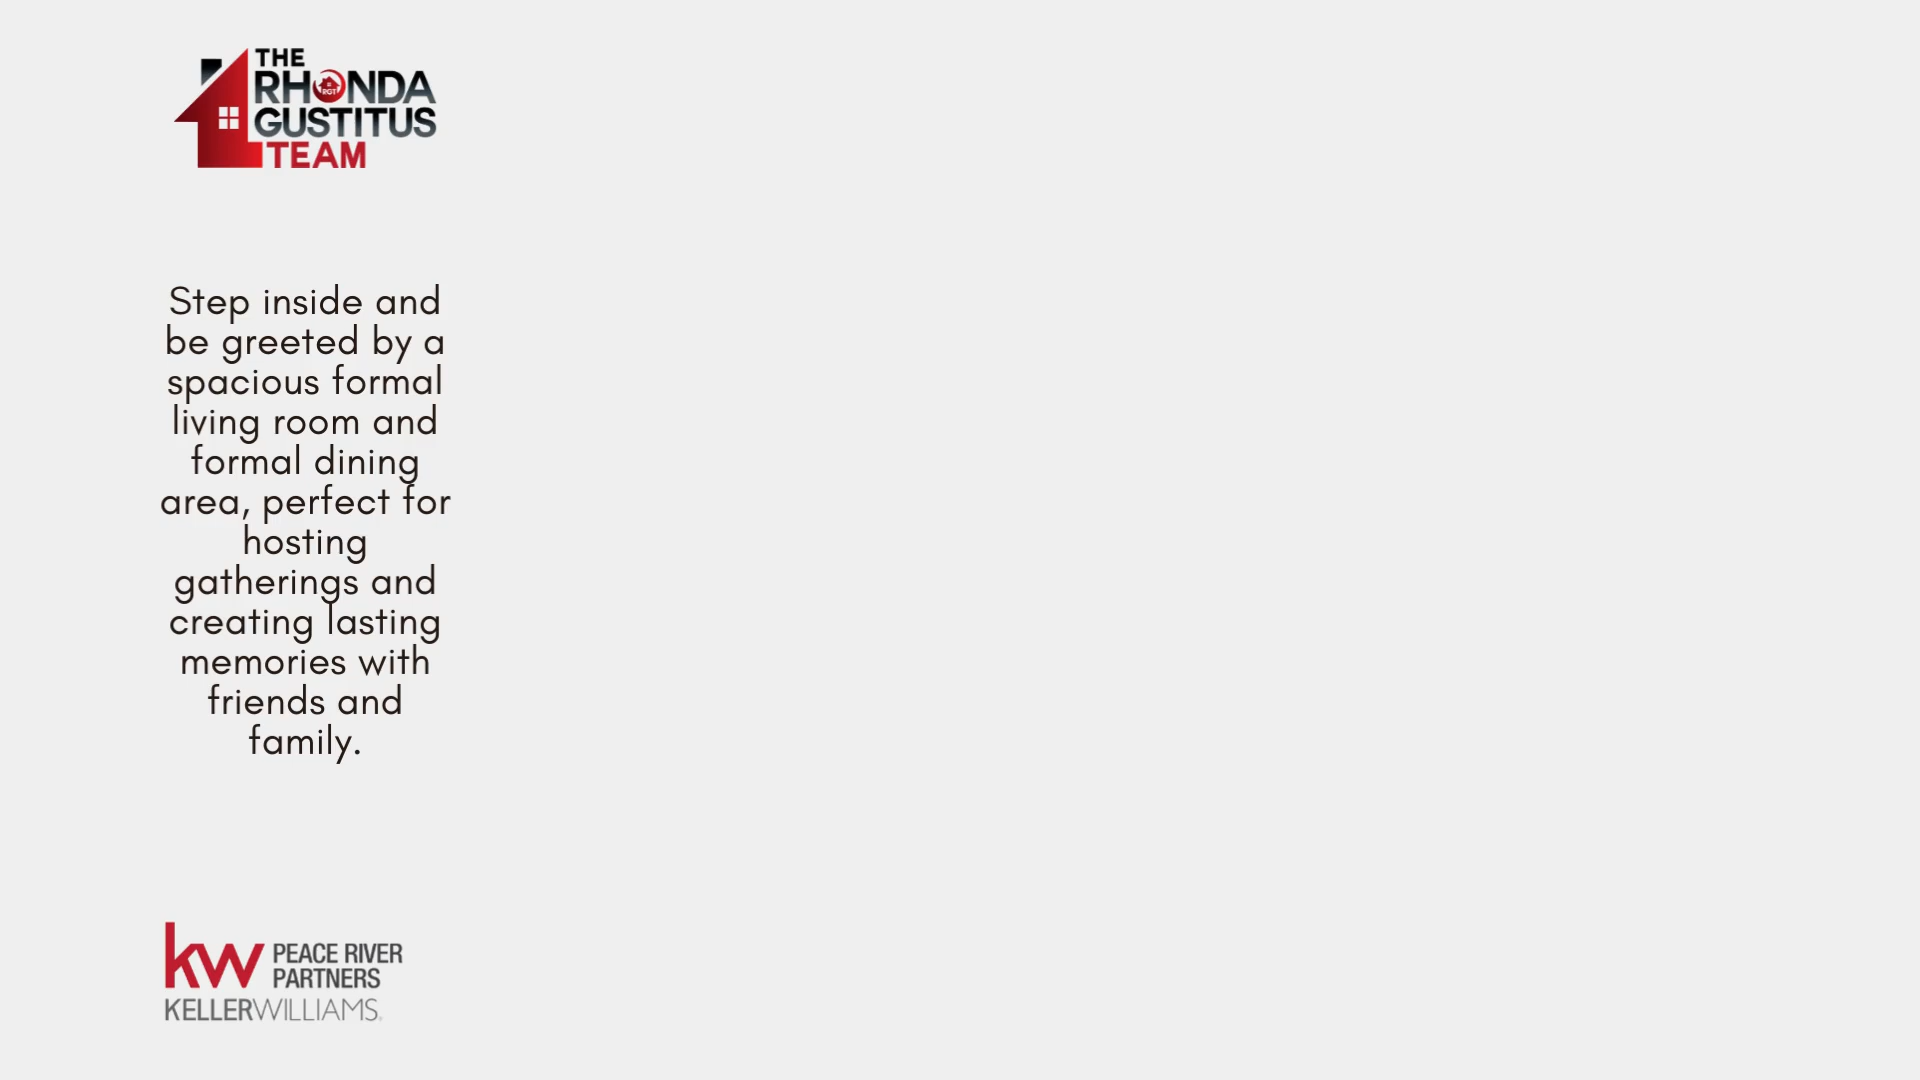 THE
RHONDA
RGT
GUSTITUS
TEAM
Step inside and
be greeted by a
spacious formal
living room and
formal dining
area, perfect for
hosting
gatherings and
creating lasting
memories with
friends and
family.
kw PEACE RIVER
PARTNERS
KELLERWILLIAMS.